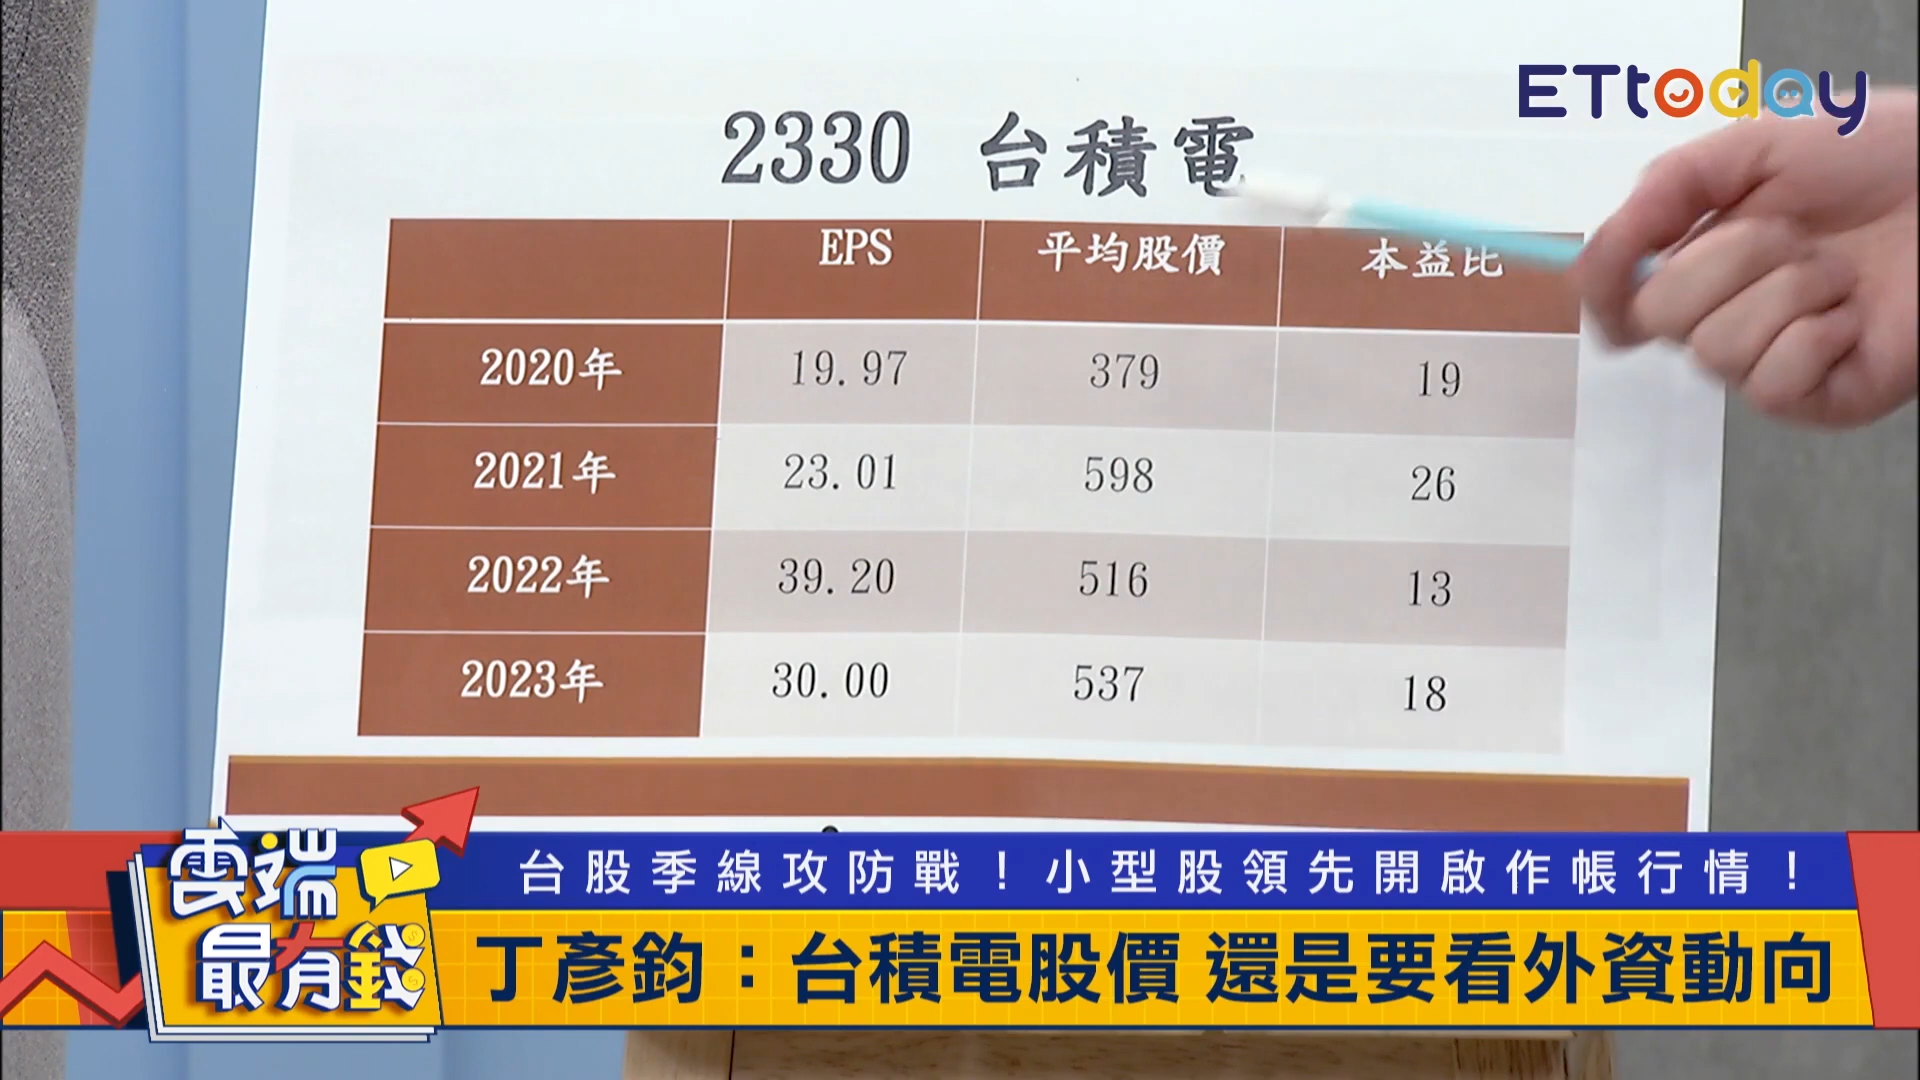 ETtoday
2330 台積電
EPS 平均股價 本益比
2020年 19.97 379 19
2021年 23.01 598 26
2022年 39.20 516 13
2023年 30.00 537 18
台股季線攻防戰！小型股領先開啟作帳行情！
雲端最有錢
丁彥鈞：台積電股價 還是要看外資動向